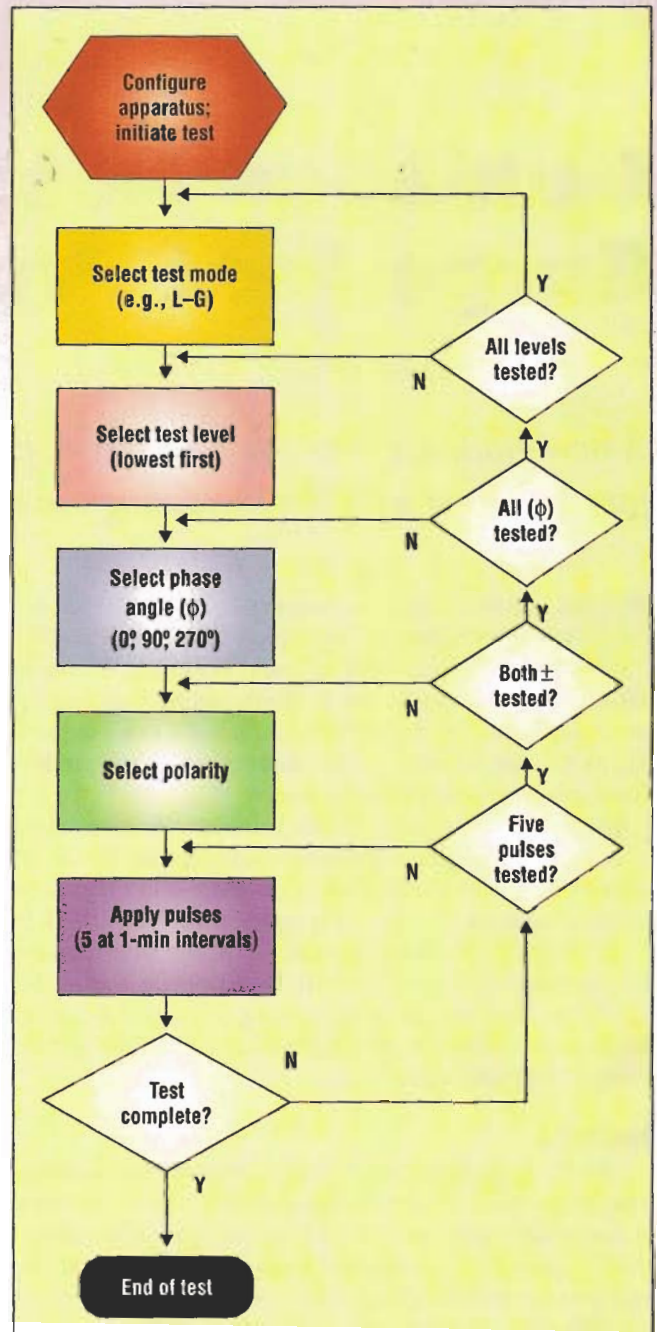 Configure
apparatus;
initiate test
Select test mode
(e.g., L–G)
Y
All levels
tested?
N
Select test level
(lowest first)
Y
All (ϕ)
tested?
N
Select phase
angle (ϕ)
(0°, 90°, 270°)
Y
Both ±
tested?
N
Select polarity
Y
Five
pulses
tested?
N
Apply pulses
(5 at 1-min intervals)
N
Test
complete?
Y
End of test